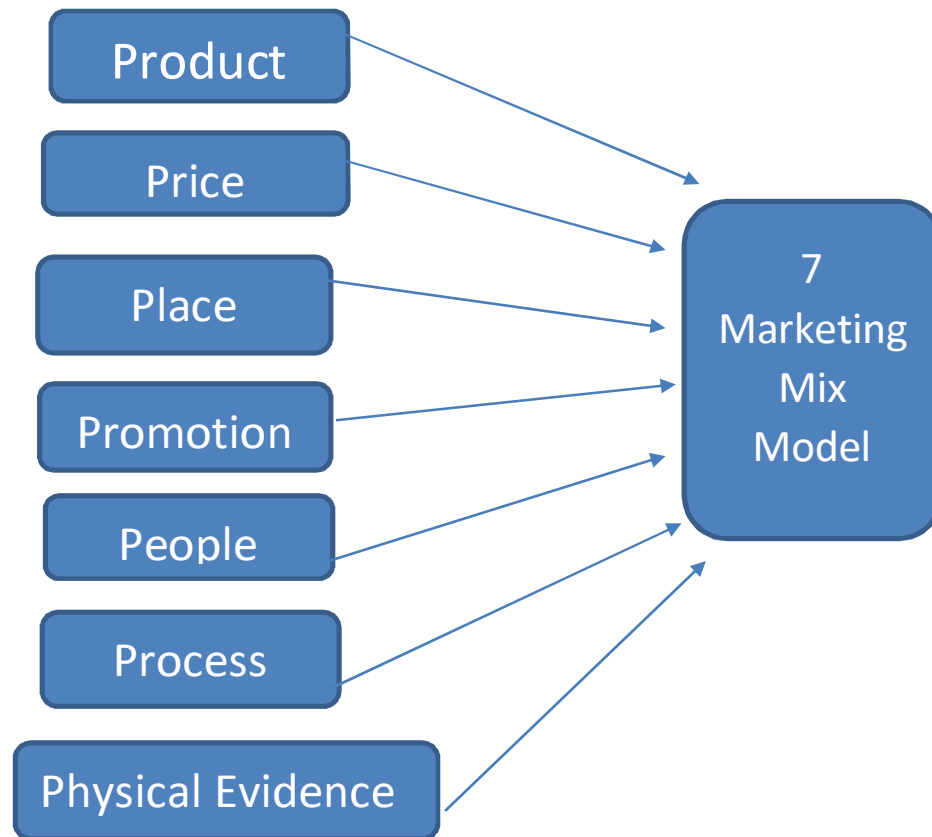 Product
Price
Place
Promotion
People
Process
Physical Evidence
7
Marketing
Mix
Model